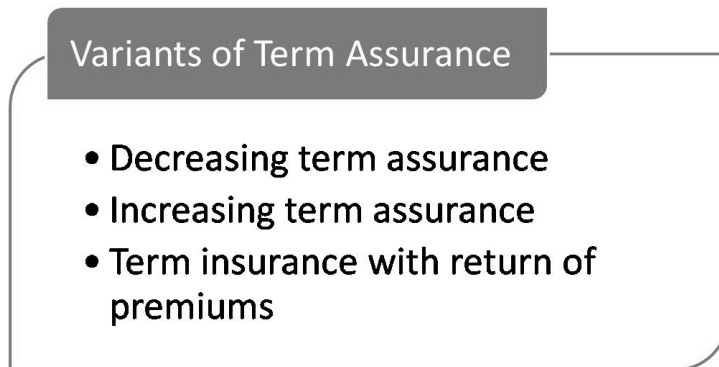 Variants of Term Assurance
• Decreasing term assurance
• Increasing term assurance
• Term insurance with return of
premiums